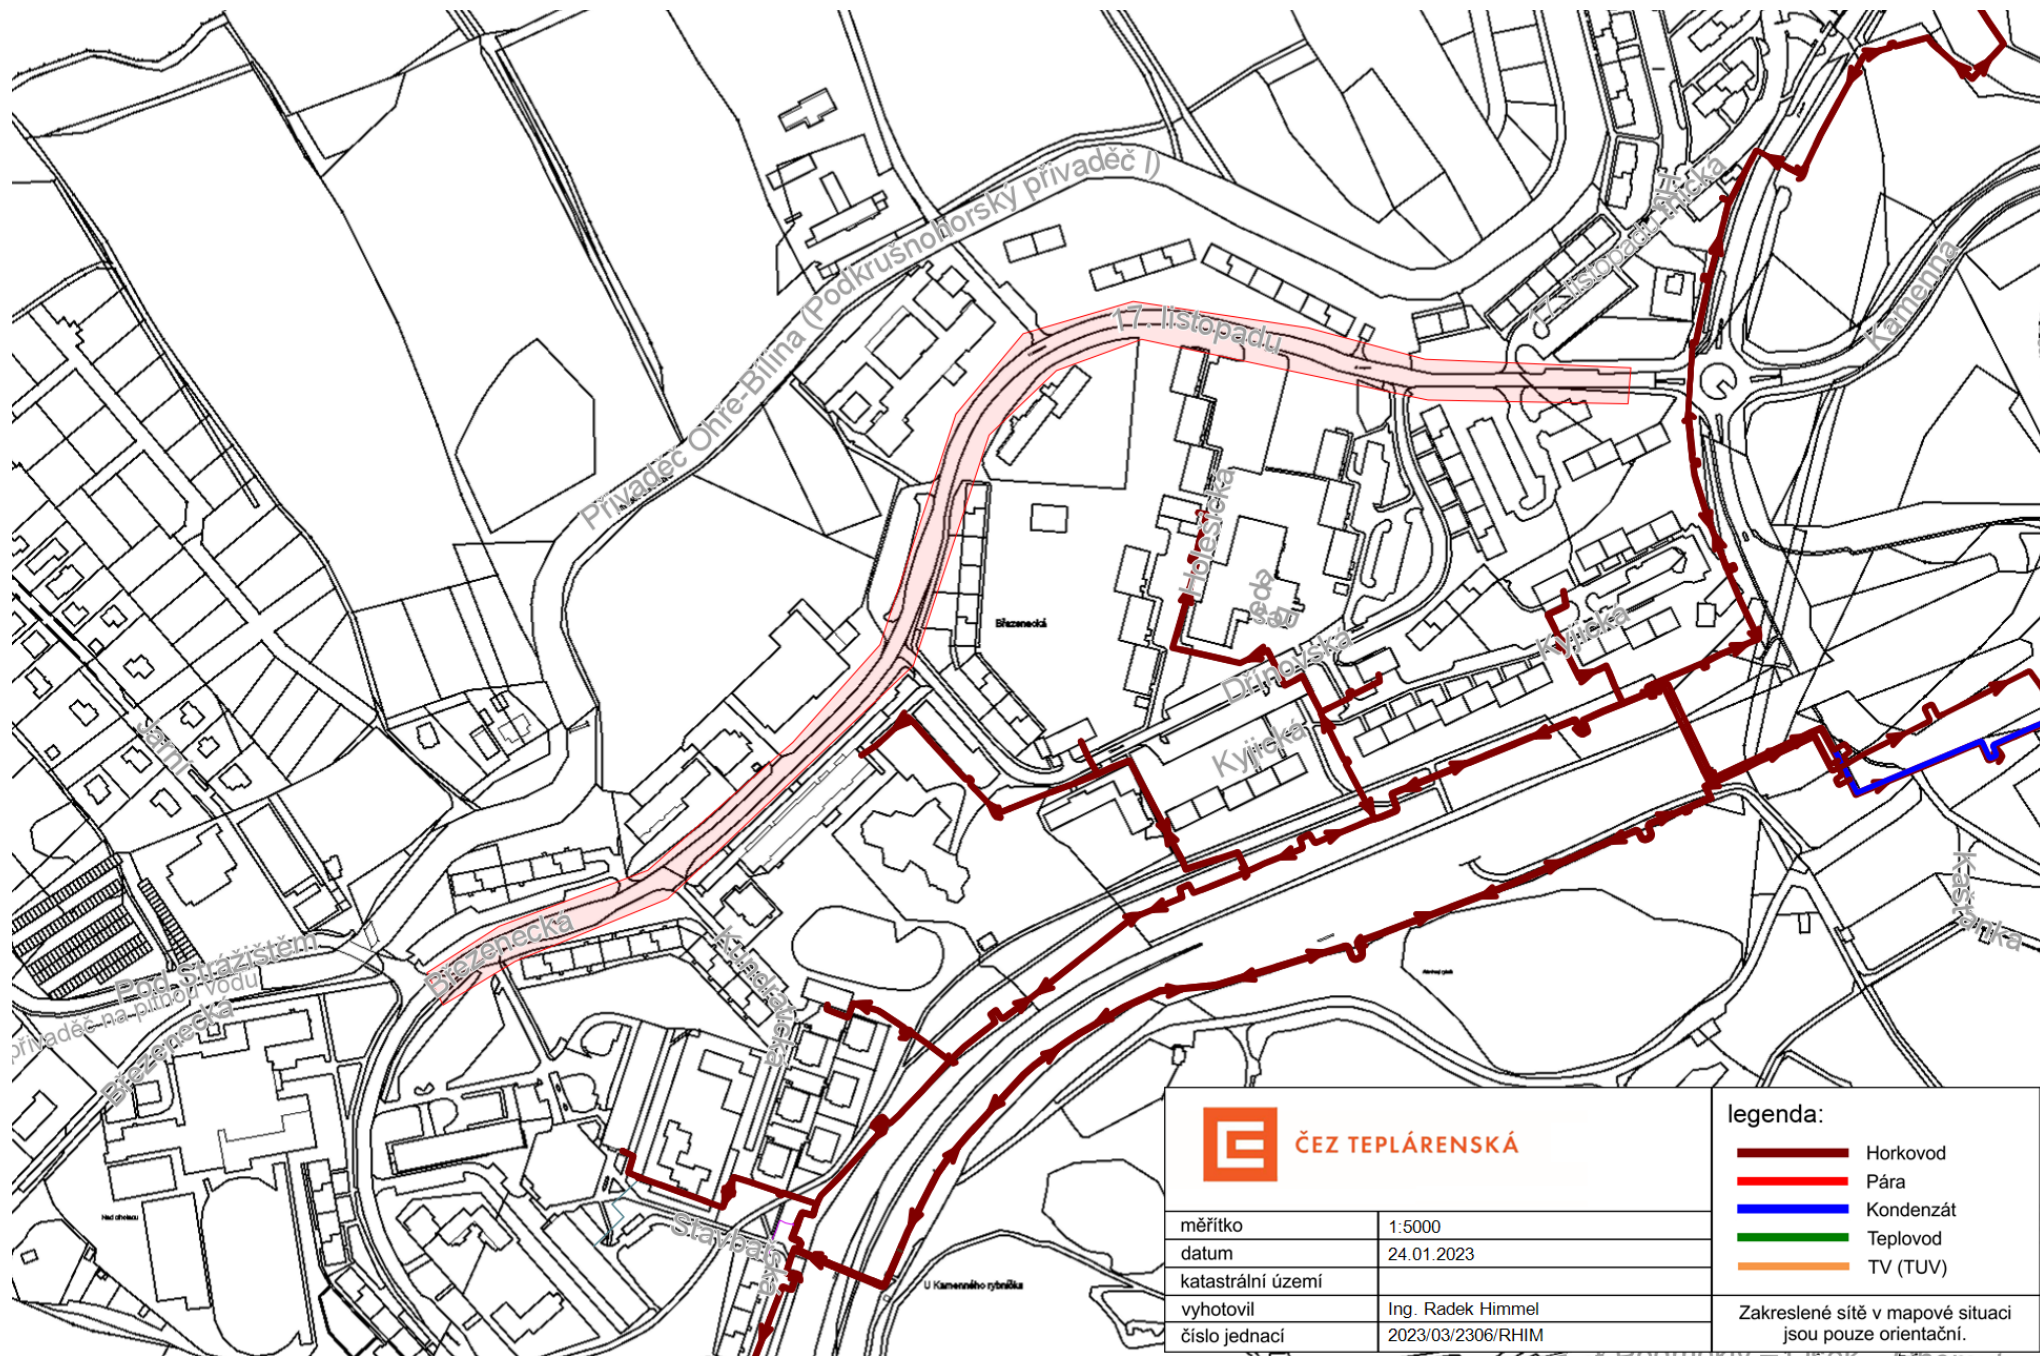 Přivaděč Ohře-Bílina (Podkrušnohorský přivaděč I)
17. listopadu
17. listopadu
Kamenná
Holešická
Březenecká
Dřínovská
Kyjická
Kyjická
Jarní
Březenecká
Pod Strážištěm
přivaděč na pitnou vodu
Březenecká
Kundratická
Kaštanka
Stavbařská
U Kamenného rybníčku
ČEZ TEPLÁRENSKÁ
měřítko 1:5000
datum 24.01.2023
katastrální území
vyhotovil Ing. Radek Himmel
číslo jednací 2023/03/2306/RHIM
legenda:
Horkovod
Pára
Kondenzát
Teplovod
TV (TUV)
Zakreslené sítě v mapové situaci
jsou pouze orientační.